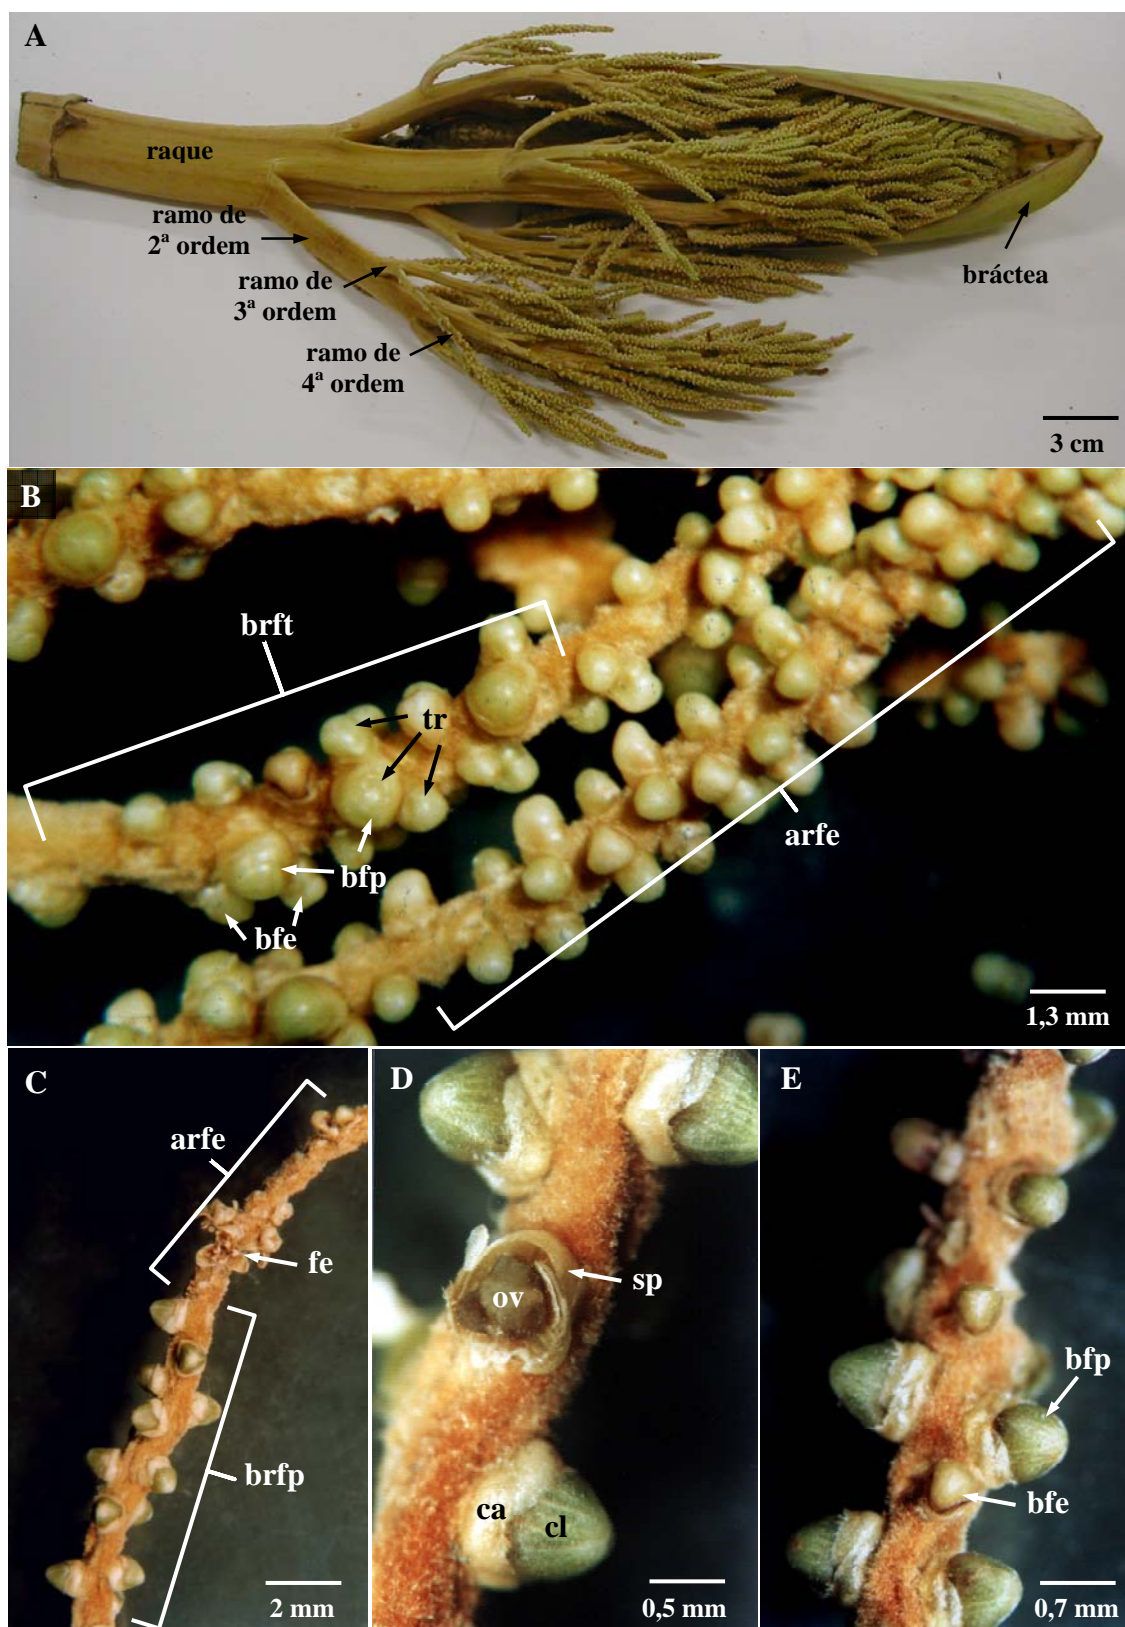 A
raque
ramo de
2ª ordem
ramo de
3ª ordem
ramo de
4ª ordem
bráctea
3 cm
B
brft
tr
bfp
bfe
arfe
1,3 mm
C
arfe
fe
brfp
2 mm
D
sp
ov
ca
cl
0,5 mm
E
bfp
bfe
0,7 mm